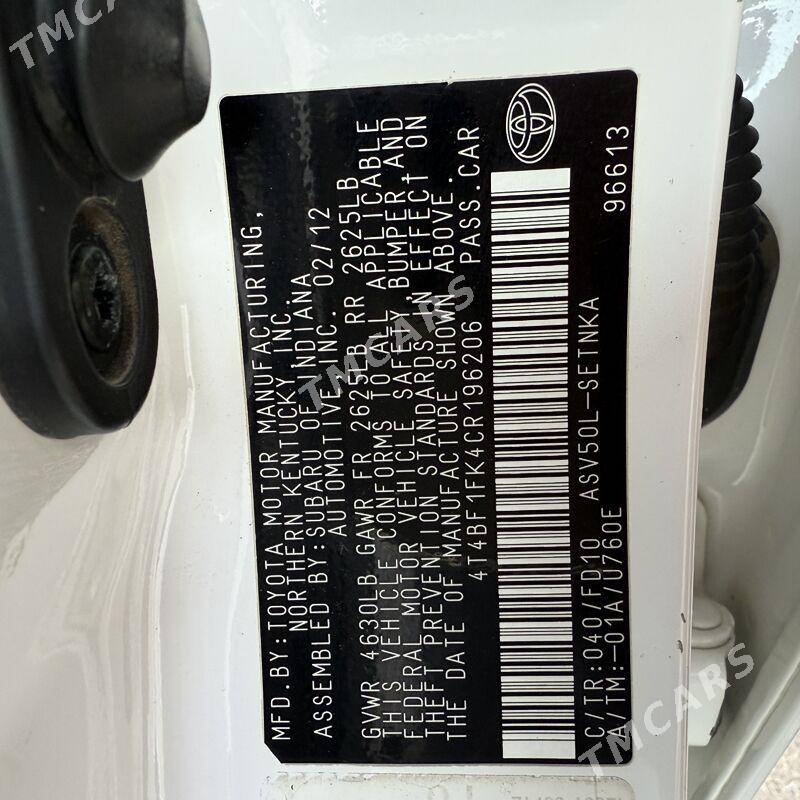 MFD.BY:TOYOTA MOTOR MANUFACTURING,
NORTHERN KENTUCKY INC.
ASSEMBLED BY:SUBARU OF INDIANA
AUTOMOTIVE,INC. 02/12
GVWR 4630LB GAWR FR 2625LB RR 2625LB
THIS VEHICLE CONFORMS TO ALL APPLICABLE
FEDERAL MOTOR VEHICLE SAFETY, BUMPER,AND
THEFT PREVENTION STANDARDS IN EFFECT ON
THE DATE OF MANUFACTURE SHOWN ABOVE.
4T4BF1FK4CR196206 PASS.CAR
C/TR:040/FD10 ASV50L-SETNKA
A/TM:-01A/U760E
96613
TMCARS
TMCARS
TMCARS